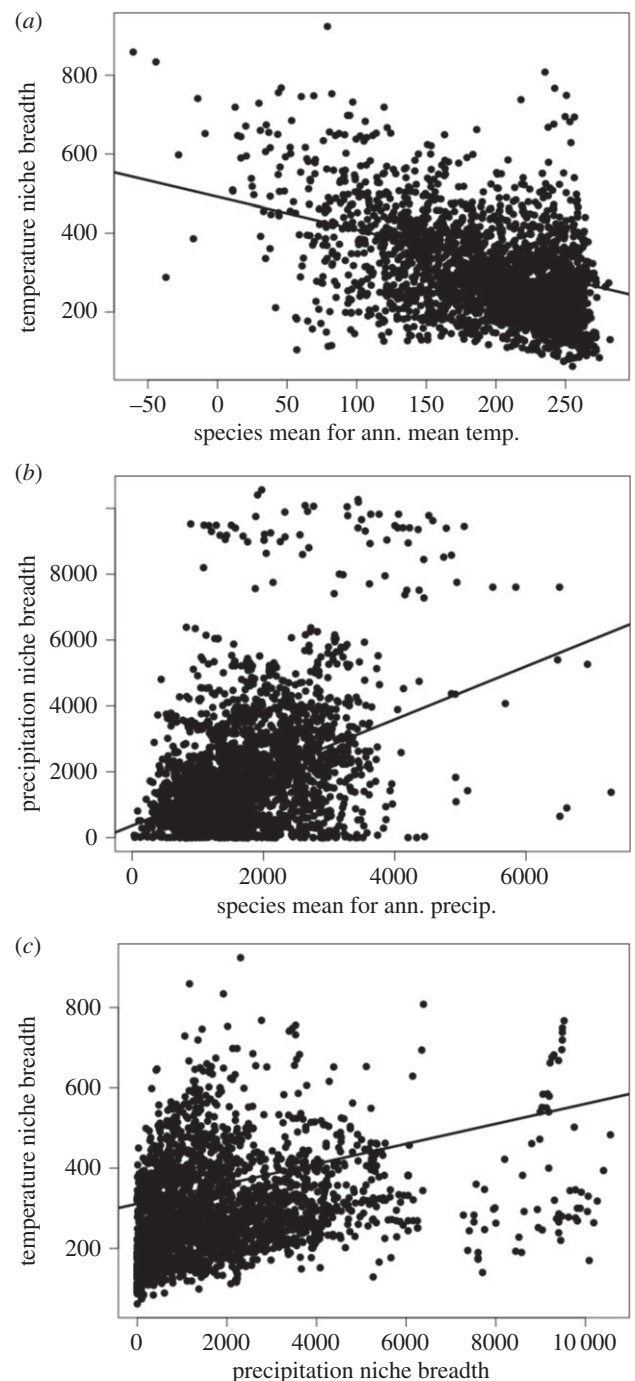 (a)
temperature niche breadth
800
600
400
200
–50 0 50 100 150 200 250
species mean for ann. mean temp.
(b)
precipitation niche breadth
8000
6000
4000
2000
0
0 2000 4000 6000
species mean for ann. precip.
(c)
temperature niche breadth
800
600
400
200
0 2000 4000 6000 8000 10 000
precipitation niche breadth